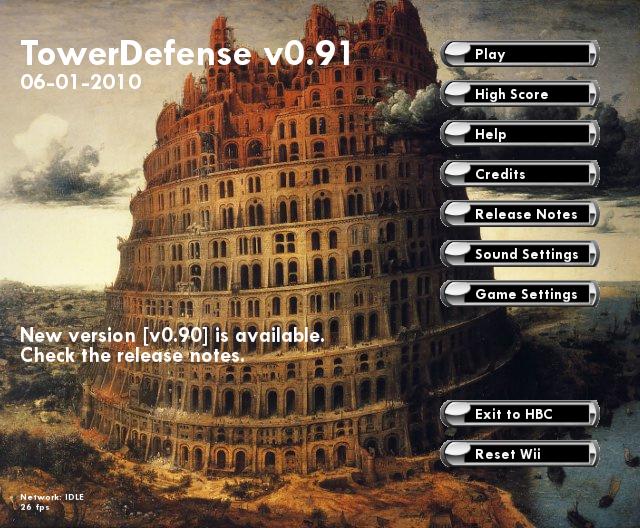 TowerDefense v0.91
06-01-2010
Play
High Score
Help
Credits
Release Notes
Sound Settings
Game Settings
New version [v0.90] is available.
Check the release notes.
Exit to HBC
Reset Wii
Network: IDLE
26 fps